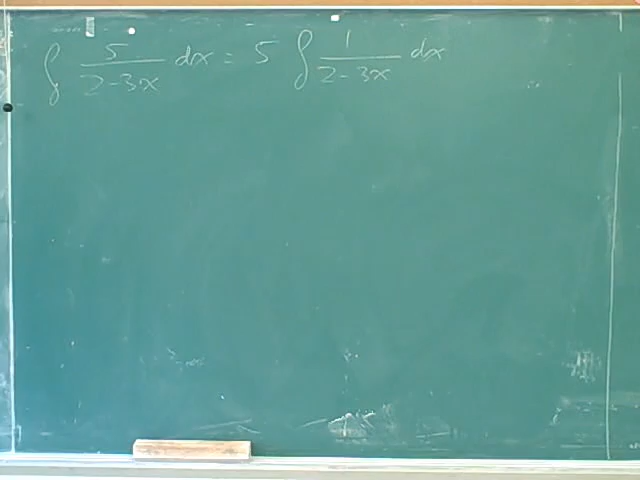 ∫ 5/(2-3x) dx = 5 ∫ 1/(2-3x) dx